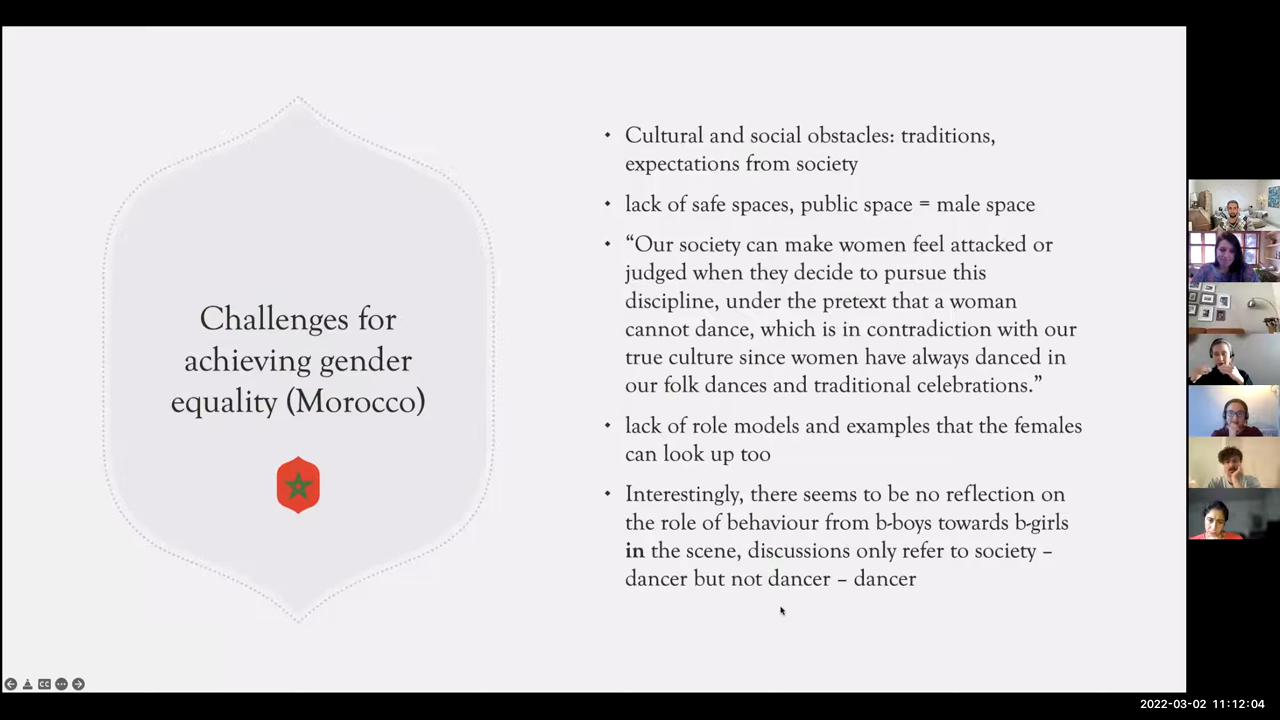 Challenges for
achieving gender
equality (Morocco)
• Cultural and social obstacles: traditions,
expectations from society
• lack of safe spaces, public space = male space
• “Our society can make women feel attacked or
judged when they decide to pursue this
discipline, under the pretext that a woman
cannot dance, which is in contradiction with our
true culture since women have always danced in
our folk dances and traditional celebrations.”
• lack of role models and examples that the females
can look up too
• Interestingly, there seems to be no reflection on
the role of behaviour from b-boys towards b-girls
in the scene, discussions only refer to society –
dancer but not dancer – dancer
CC
2022-03-02 11:12:04